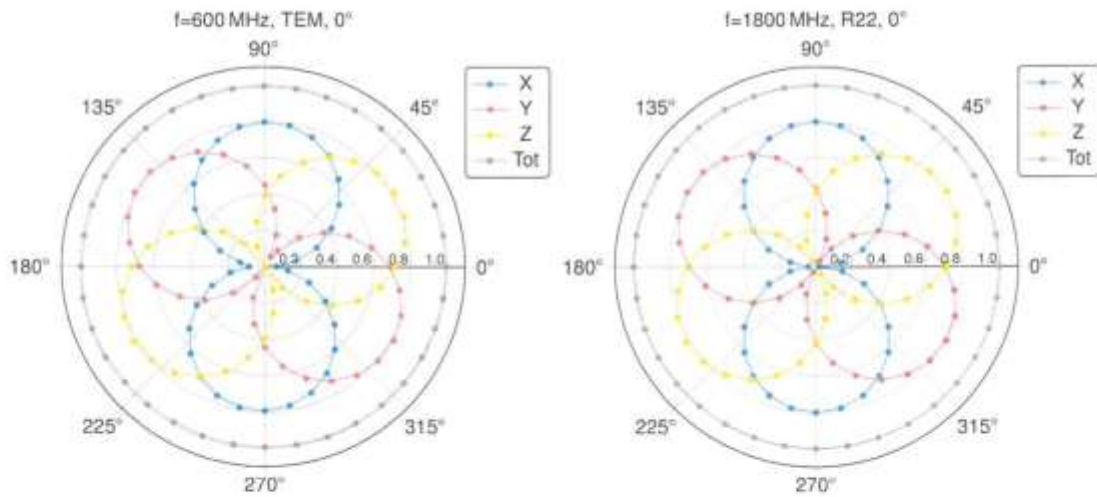 f=600 MHz, TEM, 0°
90°
135°
45°
180°
0.2 0.4 0.6 0.8 1.0
0°
225°
315°
270°
X
Y
Z
Tot
f=1800 MHz, R22, 0°
90°
135°
45°
180°
0.2 0.4 0.6 0.8 1.0
0°
225°
315°
270°
X
Y
Z
Tot